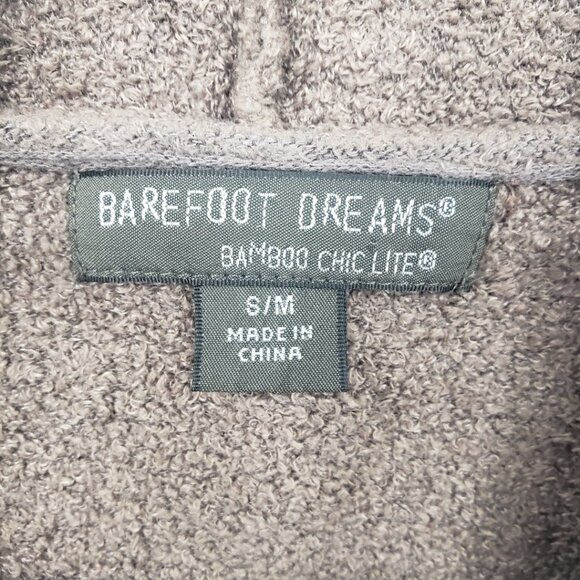 BAREFOOT DREAMS®
BAMBOO CHIC LITE®
S/M
MADE IN
CHINA